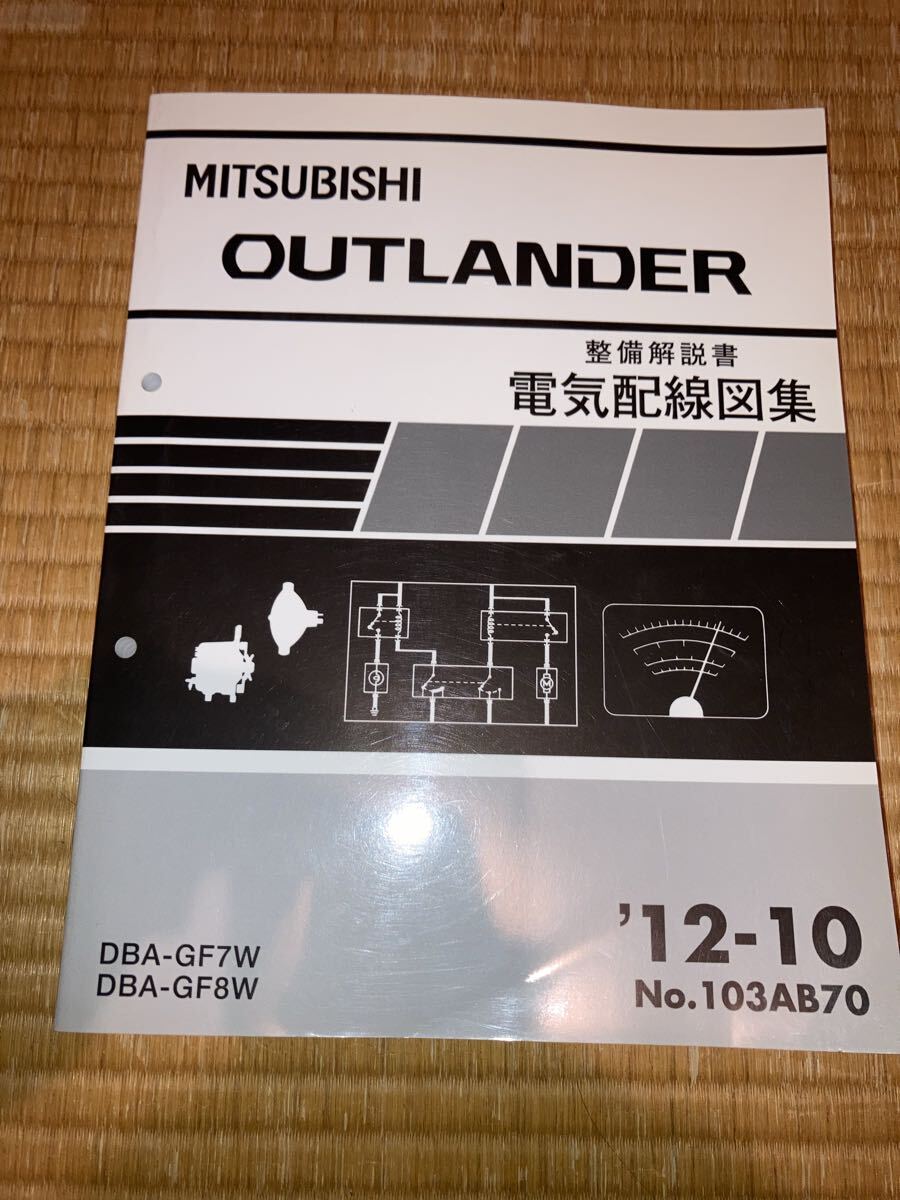 MITSUBISHI
OUTLANDER
整備解説書
電気配線図集
M
DBA-GF7W
DBA-GF8W
'12-10
No.103AB70